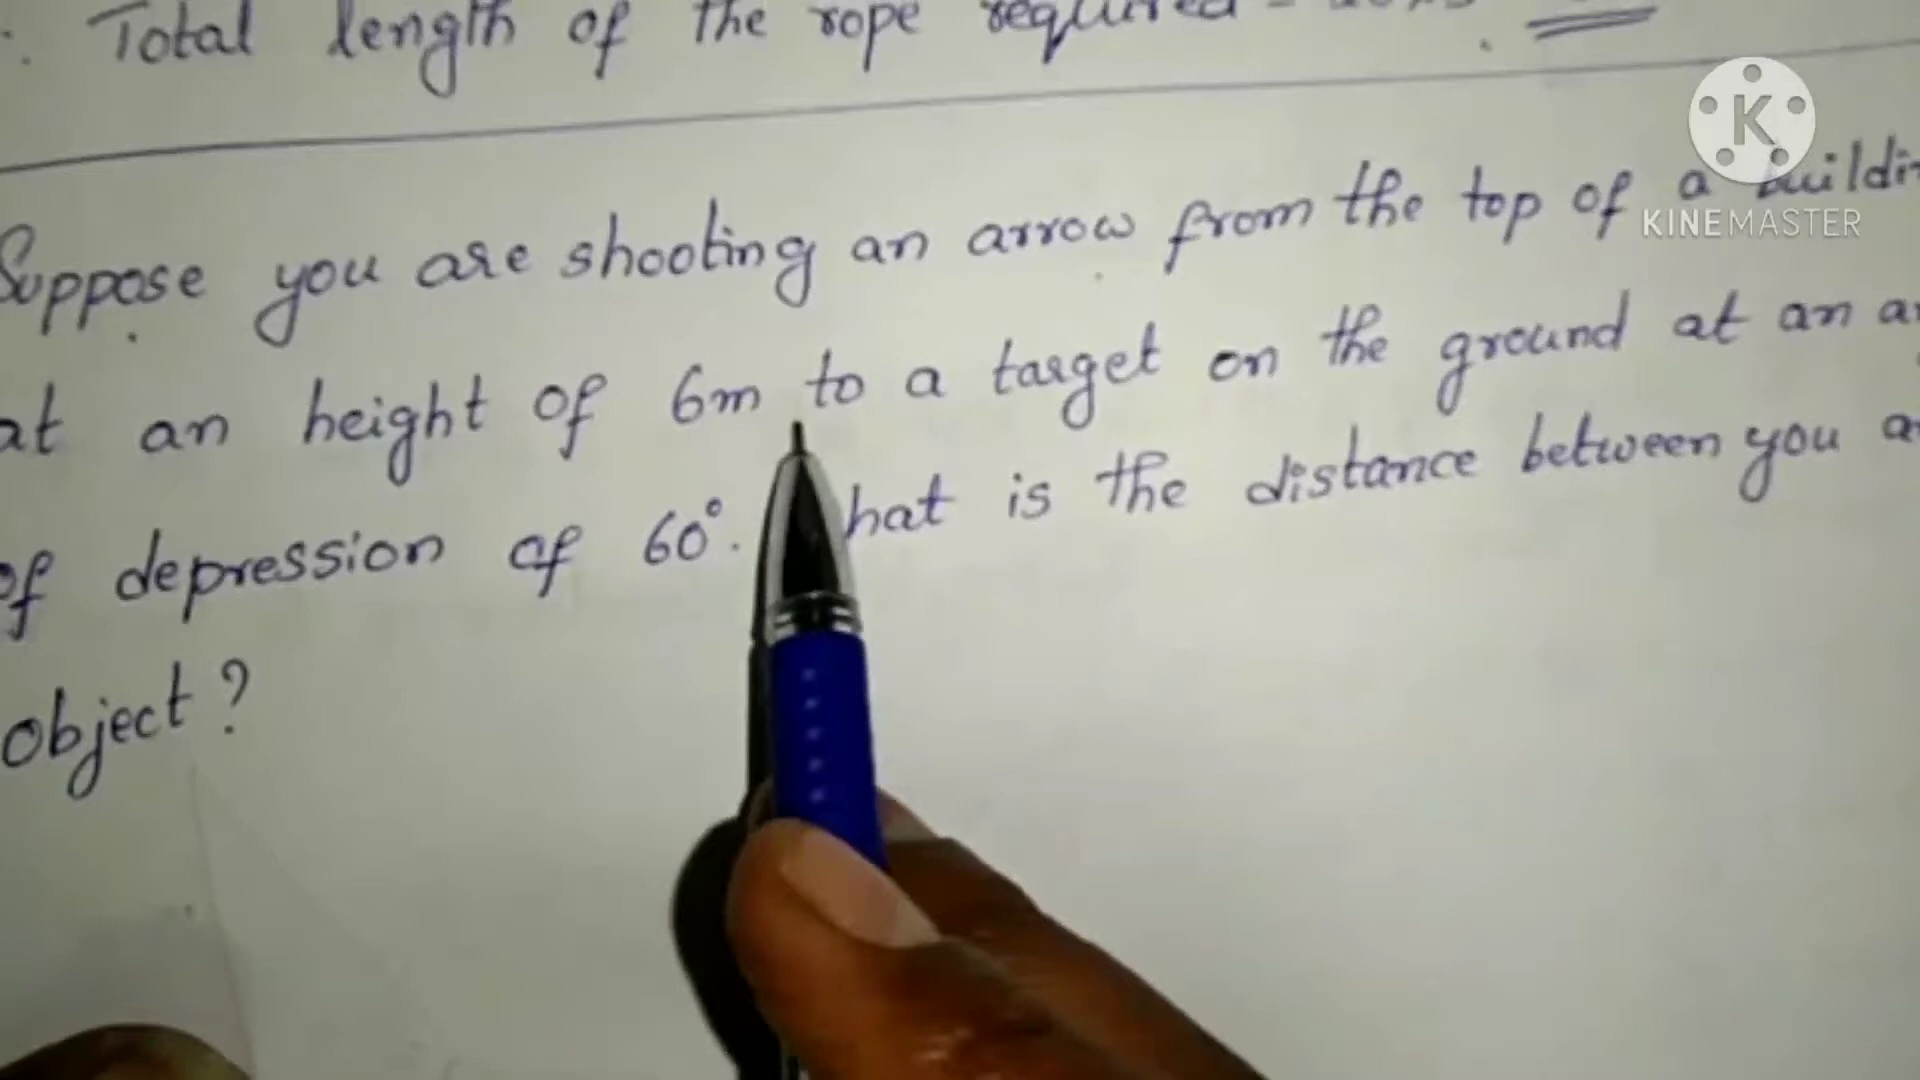 Total length of the rope required
K
KINEMASTER
Suppose you are shooting an arrow from the top of a buildi
at an height of 6m to a target on the ground at an a
of depression of 60°. hat is the distance between you a
object?